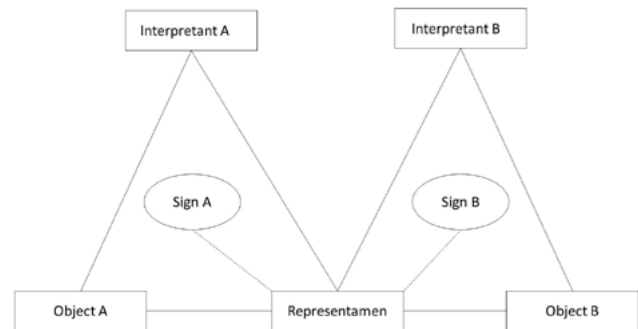 Interpretant A
Interpretant B
Sign A
Sign B
Object A
Representamen
Object B